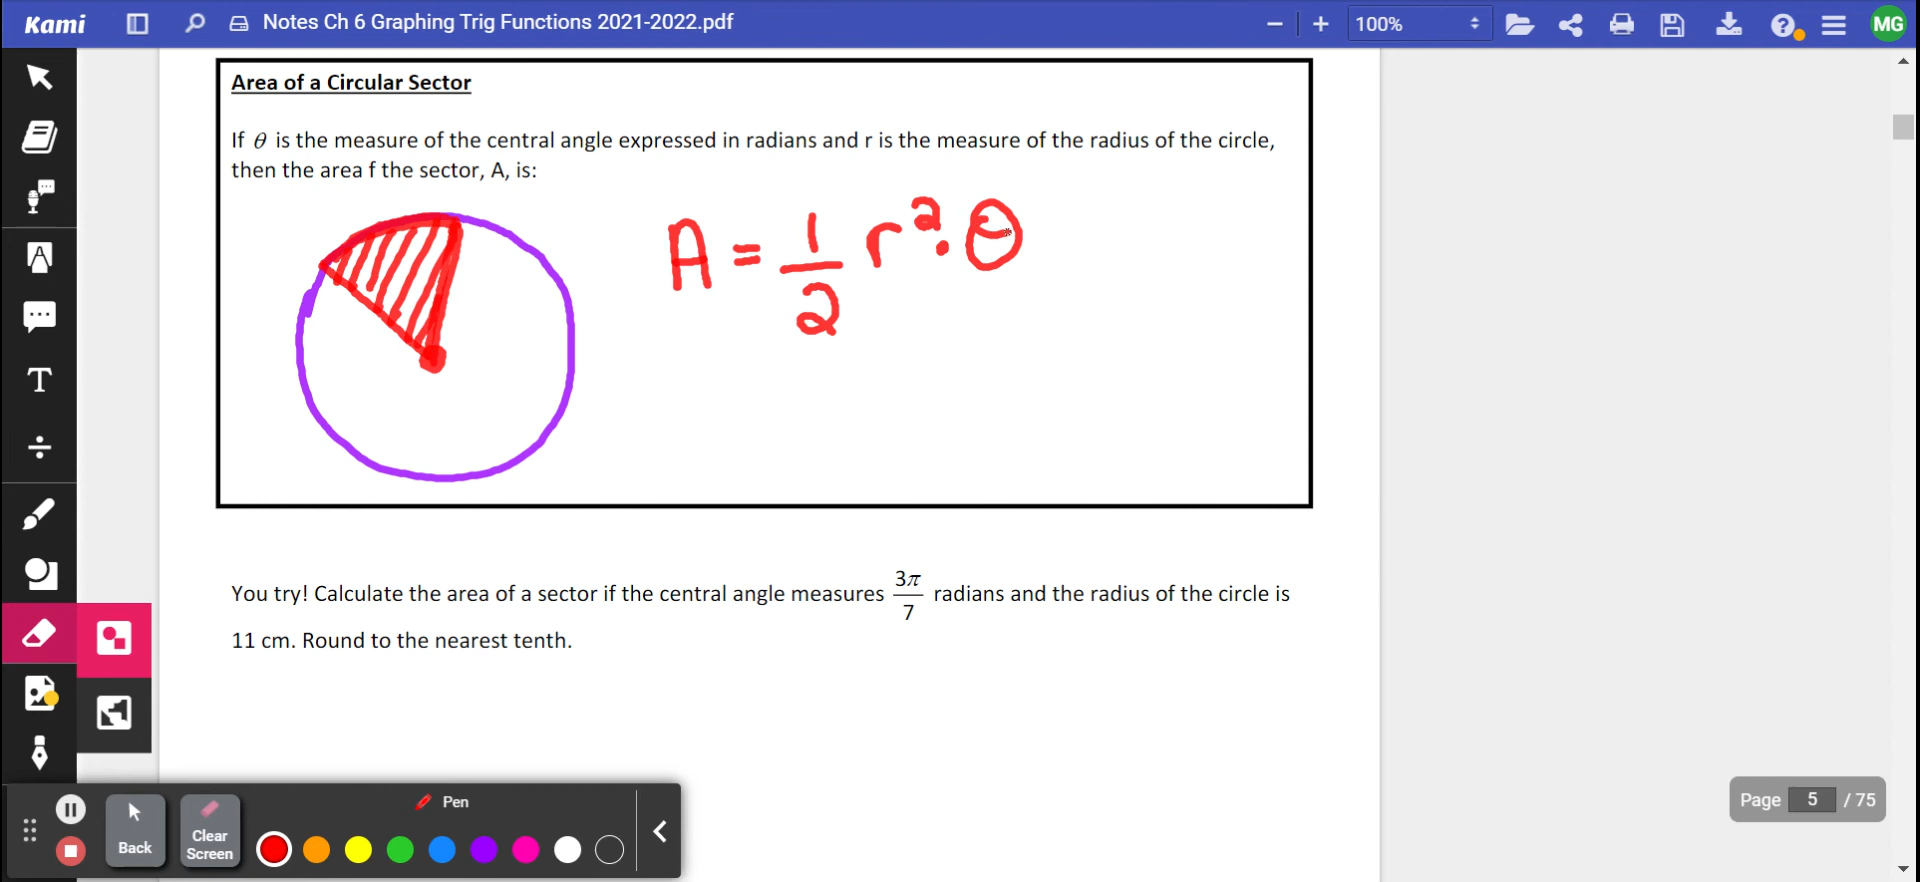 Kami
Notes Ch 6 Graphing Trig Functions 2021-2022.pdf
100%
MG
Area of a Circular Sector
If θ is the measure of the central angle expressed in radians and r is the measure of the radius of the circle,
then the area f the sector, A, is:
A = 1/2 r² · θ
You try! Calculate the area of a sector if the central angle measures 3π/7 radians and the radius of the circle is
11 cm. Round to the nearest tenth.
Pen
Back
Clear
Screen
Page 5 / 75